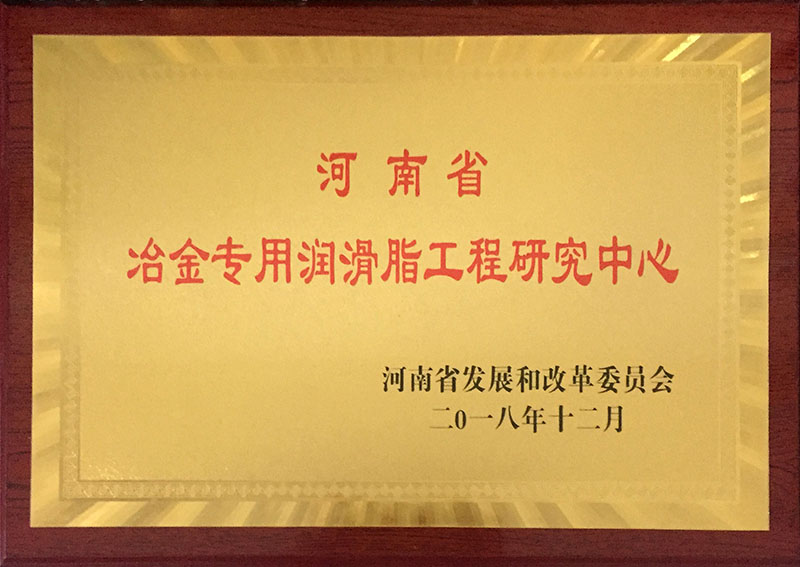 河南省
冶金专用润滑脂工程研究中心
河南省发展和改革委员会
二0一八年十二月